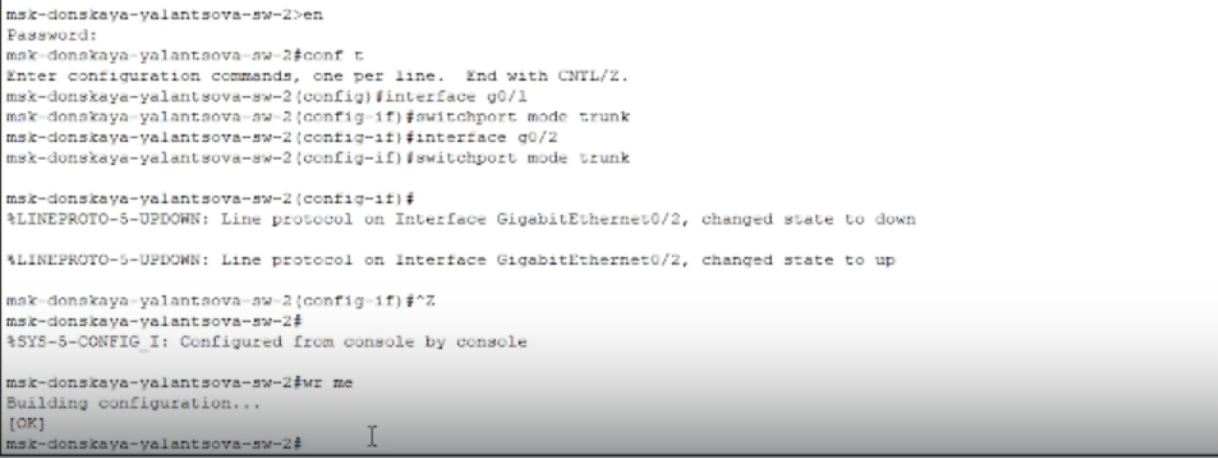 msk-donskaya-yalantsova-sw-2>en
Password:
msk-donskaya-yalantsova-sw-2#conf t
Enter configuration commands, one per line.  End with CNTL/Z.
msk-donskaya-yalantsova-sw-2(config)#interface g0/1
msk-donskaya-yalantsova-sw-2(config-if)#switchport mode trunk
msk-donskaya-yalantsova-sw-2(config-if)#interface g0/2
msk-donskaya-yalantsova-sw-2(config-if)#switchport mode trunk
msk-donskaya-yalantsova-sw-2(config-if)#
%LINEPROTO-5-UPDOWN: Line protocol on Interface GigabitEthernet0/2, changed state to down
%LINEPROTO-5-UPDOWN: Line protocol on Interface GigabitEthernet0/2, changed state to up
msk-donskaya-yalantsova-sw-2(config-if)#^Z
msk-donskaya-yalantsova-sw-2#
%SYS-5-CONFIG_I: Configured from console by console
msk-donskaya-yalantsova-sw-2#wr me
Building configuration...
[OK]
msk-donskaya-yalantsova-sw-2#